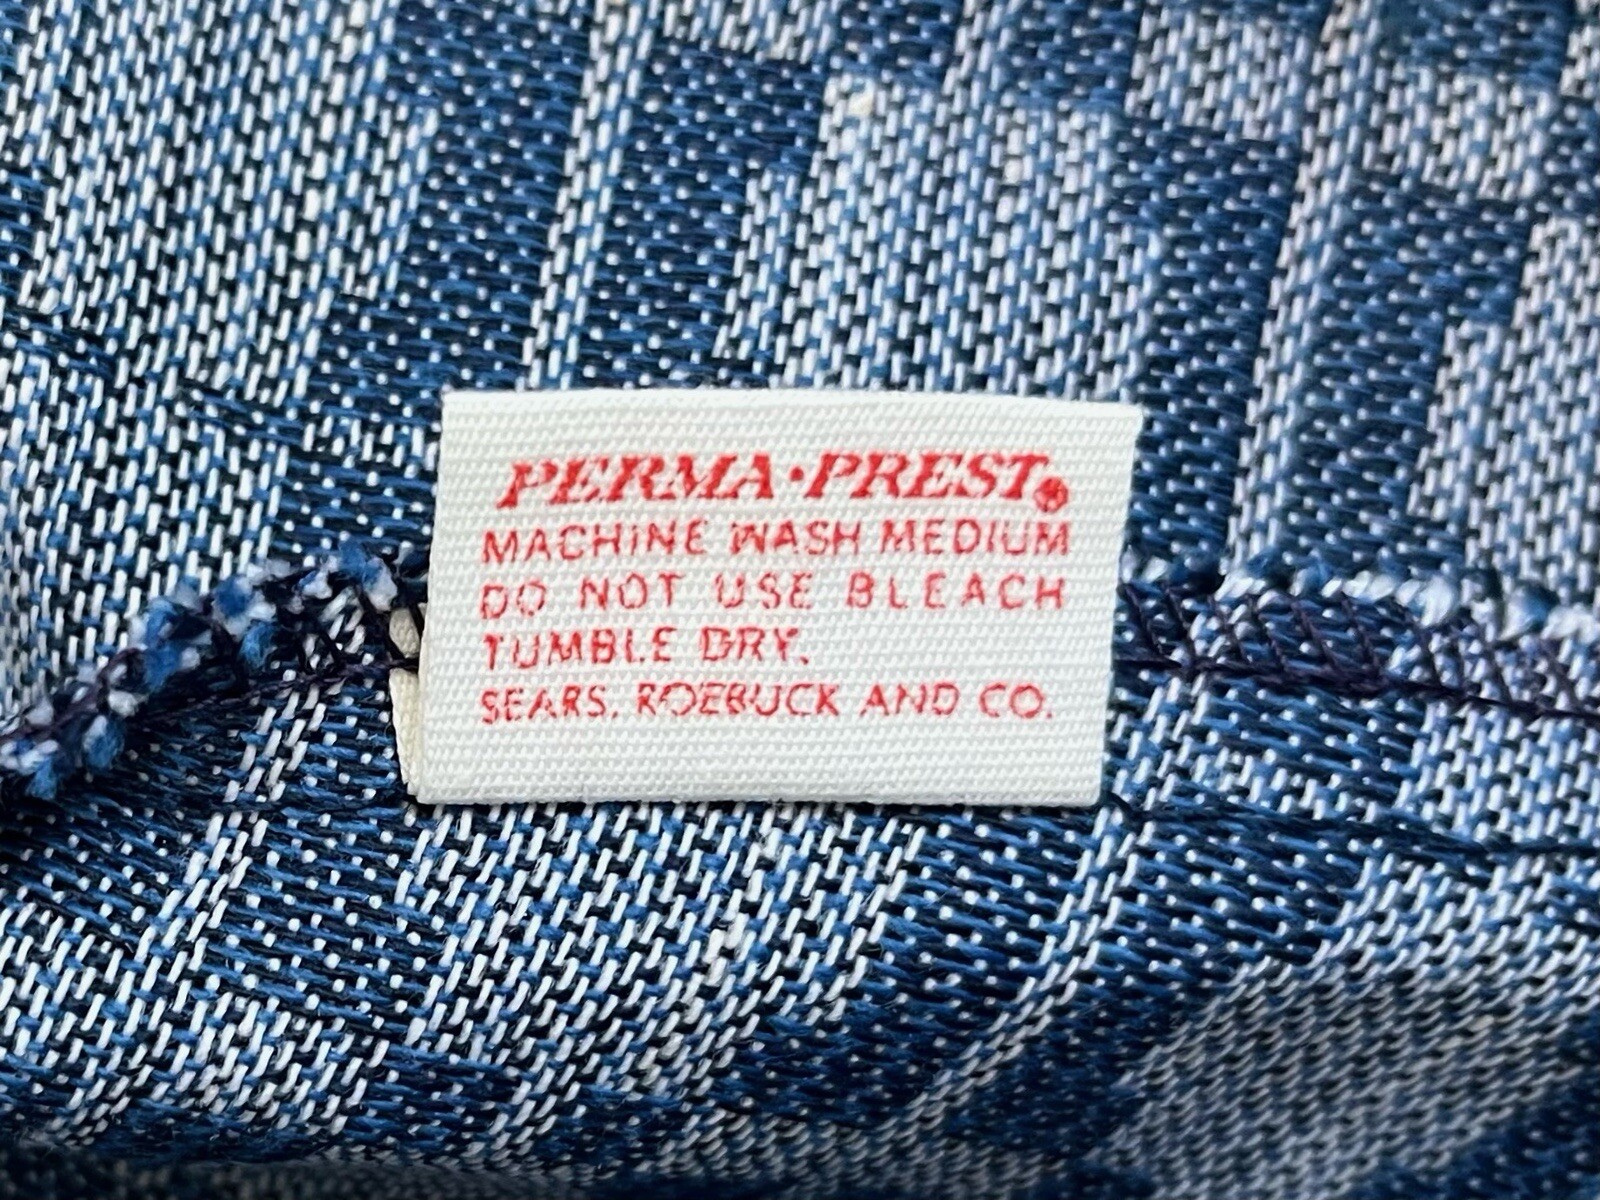 PERMA·PREST®
MACHINE WASH MEDIUM
DO NOT USE BLEACH
TUMBLE DRY.
SEARS, ROEBUCK AND CO.